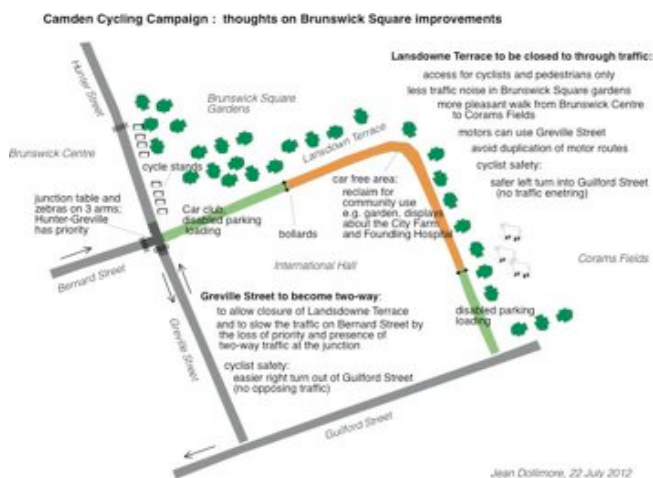 Camden Cycling Campaign : thoughts on Brunswick Square improvements
Hunter Street
Brunswick Square
Gardens
Lansdown Terrace
Brunswick Centre
cycle stands
Lansdowne Terrace to be closed to through traffic:
access for cyclists and pedestrians only
less traffic noise in Brunswick Square gardens
more pleasant walk from Brunswick Centre
to Corams Fields
motors can use Greville Street
avoid duplication of motor routes
cyclist safety:
safer left turn into Guilford Street
(no traffic enetring)
junction table and
zebras on 3 arms;
Hunter-Greville
has priority
Car club,
disabled parking
loading
bollards
car free area:
reclaim for
community use
e.g. garden, displays
about the City Farm
and Foundling Hospital
International Hall
Corams Fields
Bernard Street
Greville Street
Greville Street to become two-way:
to allow closure of Landsdowne Terrace
and to slow the traffic on Bernard Street by
the loss of priority and presence of
two-way traffic at the junction
cyclist safety:
easier right turn out of Guilford Street
(no opposing traffic)
disabled parking
loading
Guilford Street
Jean Dollimore, 22 July 2012